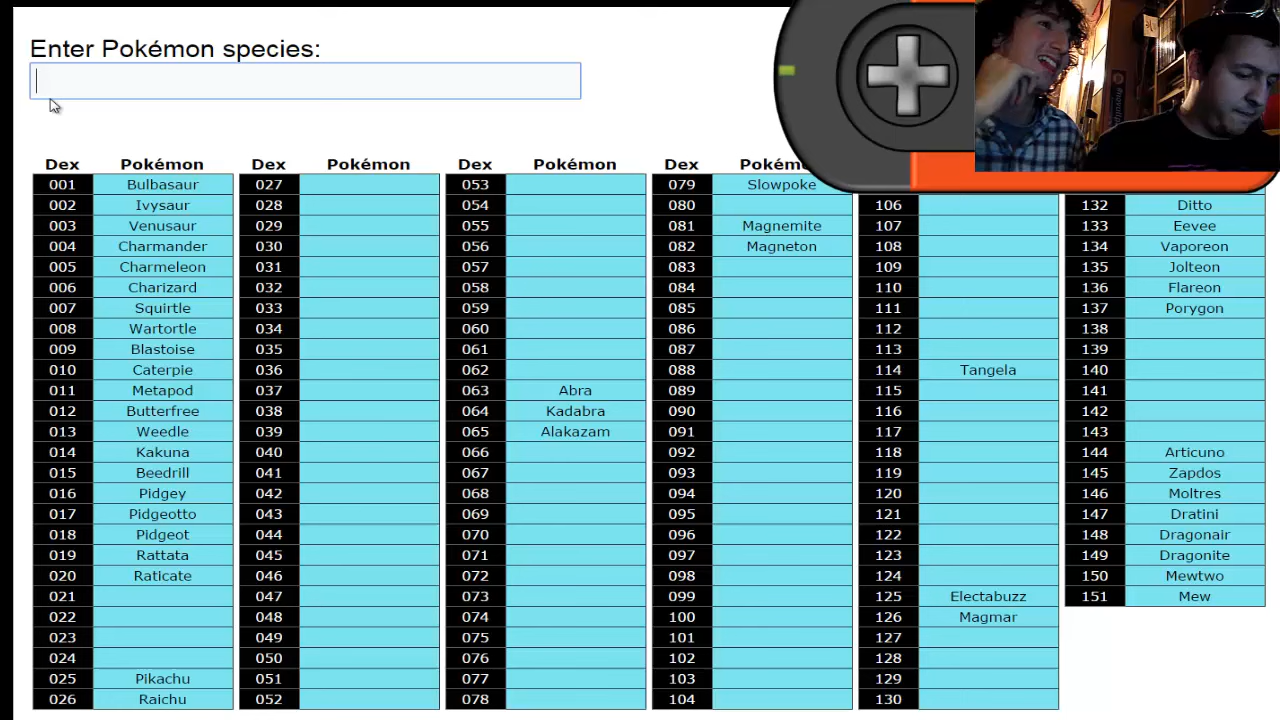 Enter Pokémon species:
Dex Pokémon Dex Pokémon Dex Pokémon Dex Pokémo
001 Bulbasaur 027 053 079 Slowpoke
002 Ivysaur 028 054 080 106 132 Ditto
003 Venusaur 029 055 081 Magnemite 107 133 Eevee
004 Charmander 030 056 082 Magneton 108 134 Vaporeon
005 Charmeleon 031 057 083 109 135 Jolteon
006 Charizard 032 058 084 110 136 Flareon
007 Squirtle 033 059 085 111 137 Porygon
008 Wartortle 034 060 086 112 138
009 Blastoise 035 061 087 113 139
010 Caterpie 036 062 088 114 Tangela 140
011 Metapod 037 063 Abra 089 115 141
012 Butterfree 038 064 Kadabra 090 116 142
013 Weedle 039 065 Alakazam 091 117 143
014 Kakuna 040 066 092 118 144 Articuno
015 Beedrill 041 067 093 119 145 Zapdos
016 Pidgey 042 068 094 120 146 Moltres
017 Pidgeotto 043 069 095 121 147 Dratini
018 Pidgeot 044 070 096 122 148 Dragonair
019 Rattata 045 071 097 123 149 Dragonite
020 Raticate 046 072 098 124 150 Mewtwo
021 047 073 099 125 Electabuzz 151 Mew
022 048 074 100 126 Magmar
023 049 075 101 127
024 050 076 102 128
025 Pikachu 051 077 103 129
026 Raichu 052 078 104 130